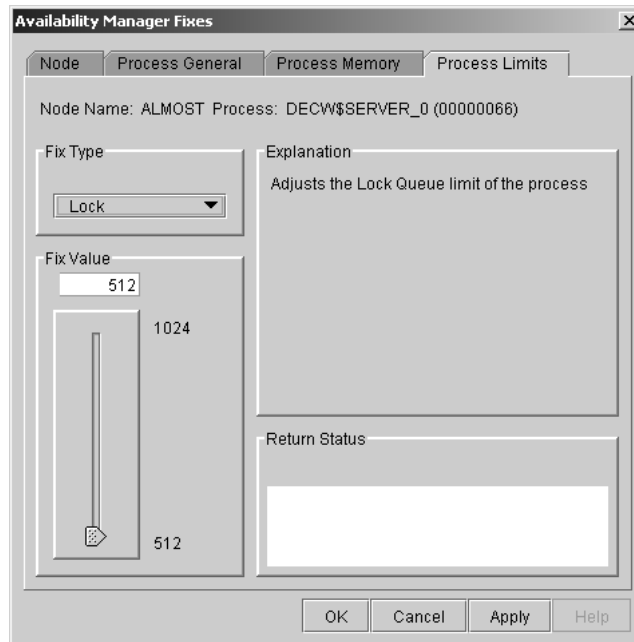 Availability Manager Fixes
Node Process General Process Memory Process Limits
Node Name: ALMOST Process: DECW$SERVER_0 (00000066)
Fix Type
Lock
Explanation
Adjusts the Lock Queue limit of the process
Fix Value
512
1024
512
Return Status
OK Cancel Apply Help